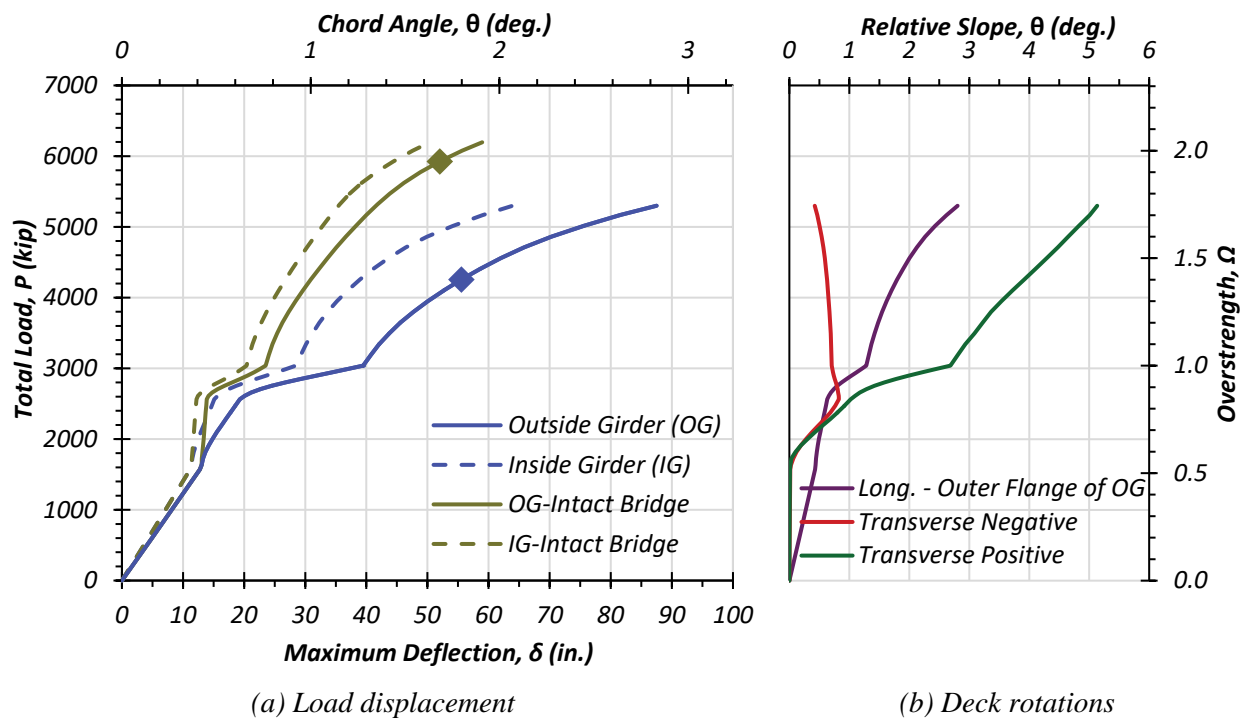 Chord Angle, θ (deg.)
0 1 2 3
7000
6000
5000
4000
3000
2000
1000
0
Total Load, P (kip)
Outside Girder (OG)
Inside Girder (IG)
OG-Intact Bridge
IG-Intact Bridge
0 10 20 30 40 50 60 70 80 90 100
Maximum Deflection, δ (in.)
(a) Load displacement
Relative Slope, θ (deg.)
0 1 2 3 4 5 6
2.0
1.5
1.0
0.5
0.0
Overstrength, Ω
Long. - Outer Flange of OG
Transverse Negative
Transverse Positive
(b) Deck rotations